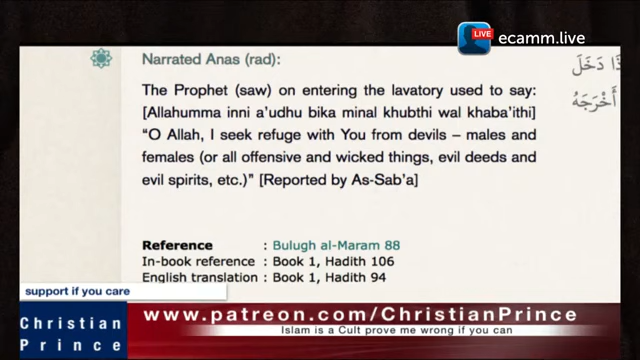 LIVE
ecamm.live
Narrated Anas (rad):
The Prophet (saw) on entering the lavatory used to say:
[Allahumma inni a'udhu bika minal khubthi wal khaba'ithi]
“O Allah, I seek refuge with You from devils – males and
females (or all offensive and wicked things, evil deeds and
evil spirits, etc.)” [Reported by As-Sab'a]
ذَا دَخَلَ
أَخْرَجَهُ
Reference : Bulugh al-Maram 88
In-book reference : Book 1, Hadith 106
English translation : Book 1, Hadith 94
support if you care
Christian
Prince
www.patreon.com/ChristianPrince
Islam is a Cult prove me wrong if you can